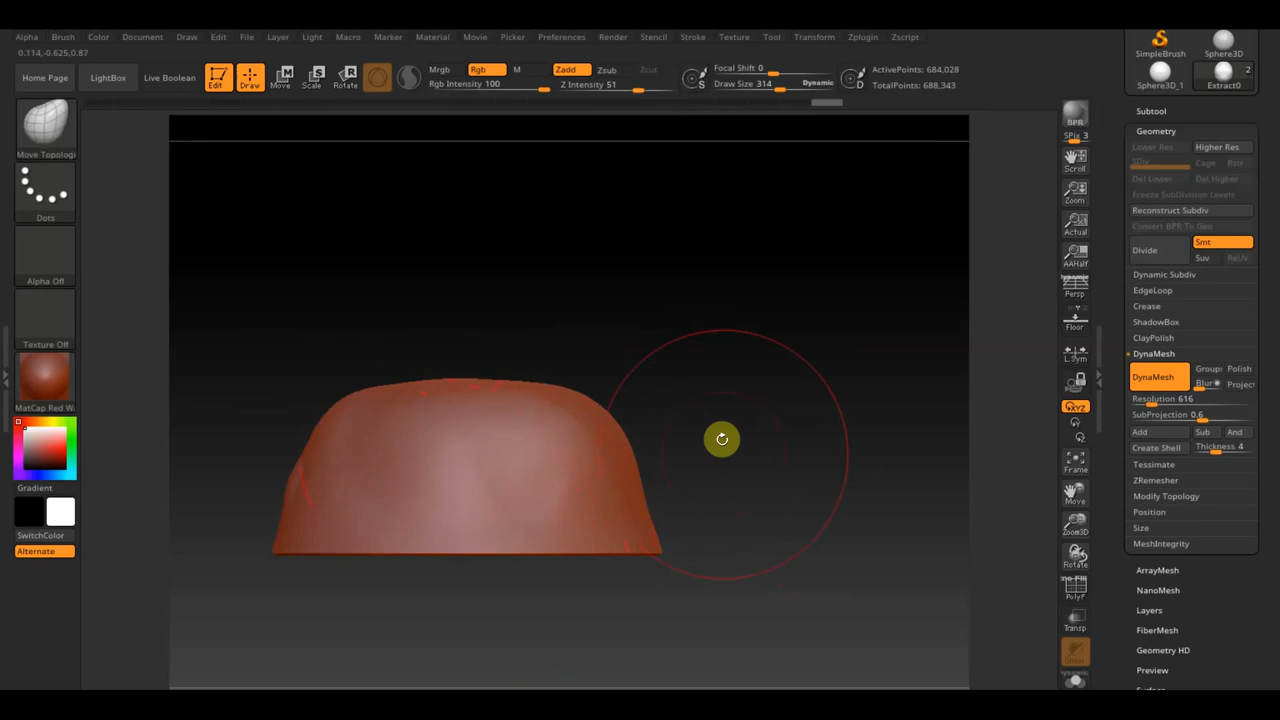 Alpha Brush Color Document Draw Edit File Layer Light Macro Marker Material Movie Picker Preferences Render Stencil Stroke Texture Tool Transform Zplugin Zscript
0.114,-0.625,0.87
Home Page
LightBox
Live Boolean
Edit
Draw
Move
Scale
Rotate
Mrgb Rgb M
Rgb Intensity 100
Zadd Zsub Zcut
Z Intensity 51
S
Focal Shift 0
Draw Size 314 Dynamic
D
ActivePoints: 684,028
TotalPoints: 688,343
SimpleBrush
Sphere3D
Sphere3D_1
2
Extract0
Move Topologi
Dots
Alpha Off
Texture Off
MatCap Red Wa
Gradient
SwitchColor
Alternate
BPR
SPix 3
Scroll
Zoom
Actual
AAHalf
Dynamic
Persp
Floor
L.Sym
XYZ
Frame
Move
Zoom3D
Rotate
PolyF
Transp
Dynamic
Subtool
Geometry
Lower Res Higher Res
SDiv Cage Rstr
Del Lower Del Higher
Freeze SubDivision Levels
Reconstruct Subdiv
Convert BPR To Geo
Divide Smt
Suv ReUV
Dynamic Subdiv
EdgeLoop
Crease
ShadowBox
ClayPolish
DynaMesh
DynaMesh Groups Polish
Blur Project
Resolution 616
SubProjection 0.6
Add Sub And
Create Shell Thickness 4
Tessimate
ZRemesher
Modify Topology
Position
Size
MeshIntegrity
ArrayMesh
NanoMesh
Layers
FiberMesh
Geometry HD
Preview